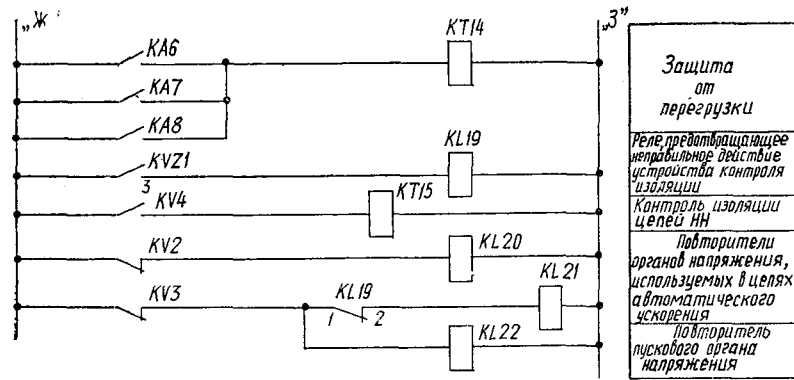 „Ж”
„З”
KA6
KT14
KA7
KA8
KVZ1
KL19
3
KV4
KT15
KV2
KL20
KV3
KL19
1
2
KL21
KL22
Защита
от
перегрузки
Реле, предотвращающее
неправильное действие
устройства контроля
изоляции
Контроль изоляции
цепей НН
Повторители
органов напряжения,
используемых в цепях
автоматического
ускорения
Повторитель
пускового органа
напряжения